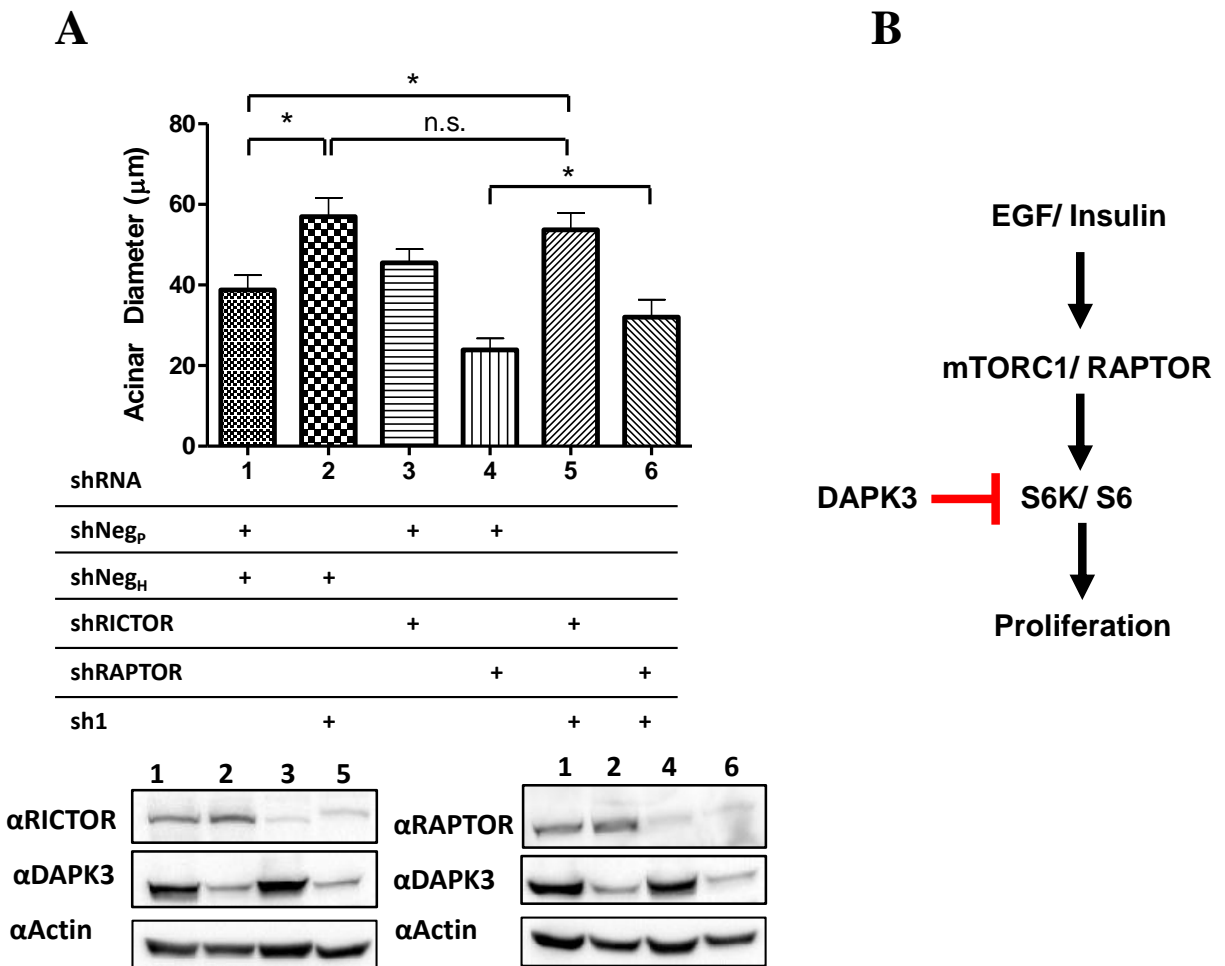 A
B
*
*
n.s.
*
80
60
40
20
0
Acinar Diameter (μm)
shRNA 1 2 3 4 5 6
shNegP + + +
shNegH + +
shRICTOR + +
shRAPTOR + +
sh1 + + +
1 2 3 5
αRICTOR
αDAPK3
αActin
1 2 4 6
αRAPTOR
αDAPK3
αActin
EGF/ Insulin
mTORC1/ RAPTOR
DAPK3 S6K/ S6
Proliferation